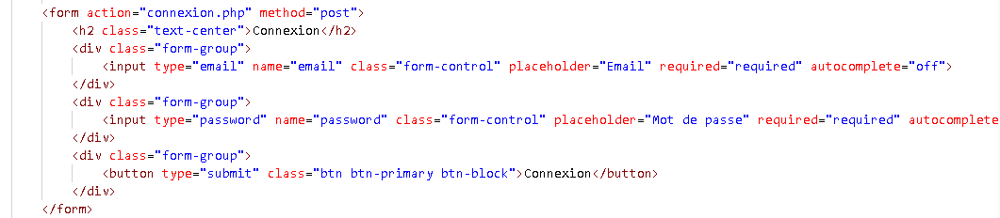 <form action="connexion.php" method="post">
<h2 class="text-center">Connexion</h2>
<div class="form-group">
<input type="email" name="email" class="form-control" placeholder="Email" required="required" autocomplete="off">
</div>
<div class="form-group">
<input type="password" name="password" class="form-control" placeholder="Mot de passe" required="required" autocomplete
</div>
<div class="form-group">
<button type="submit" class="btn btn-primary btn-block">Connexion</button>
</div>
</form>